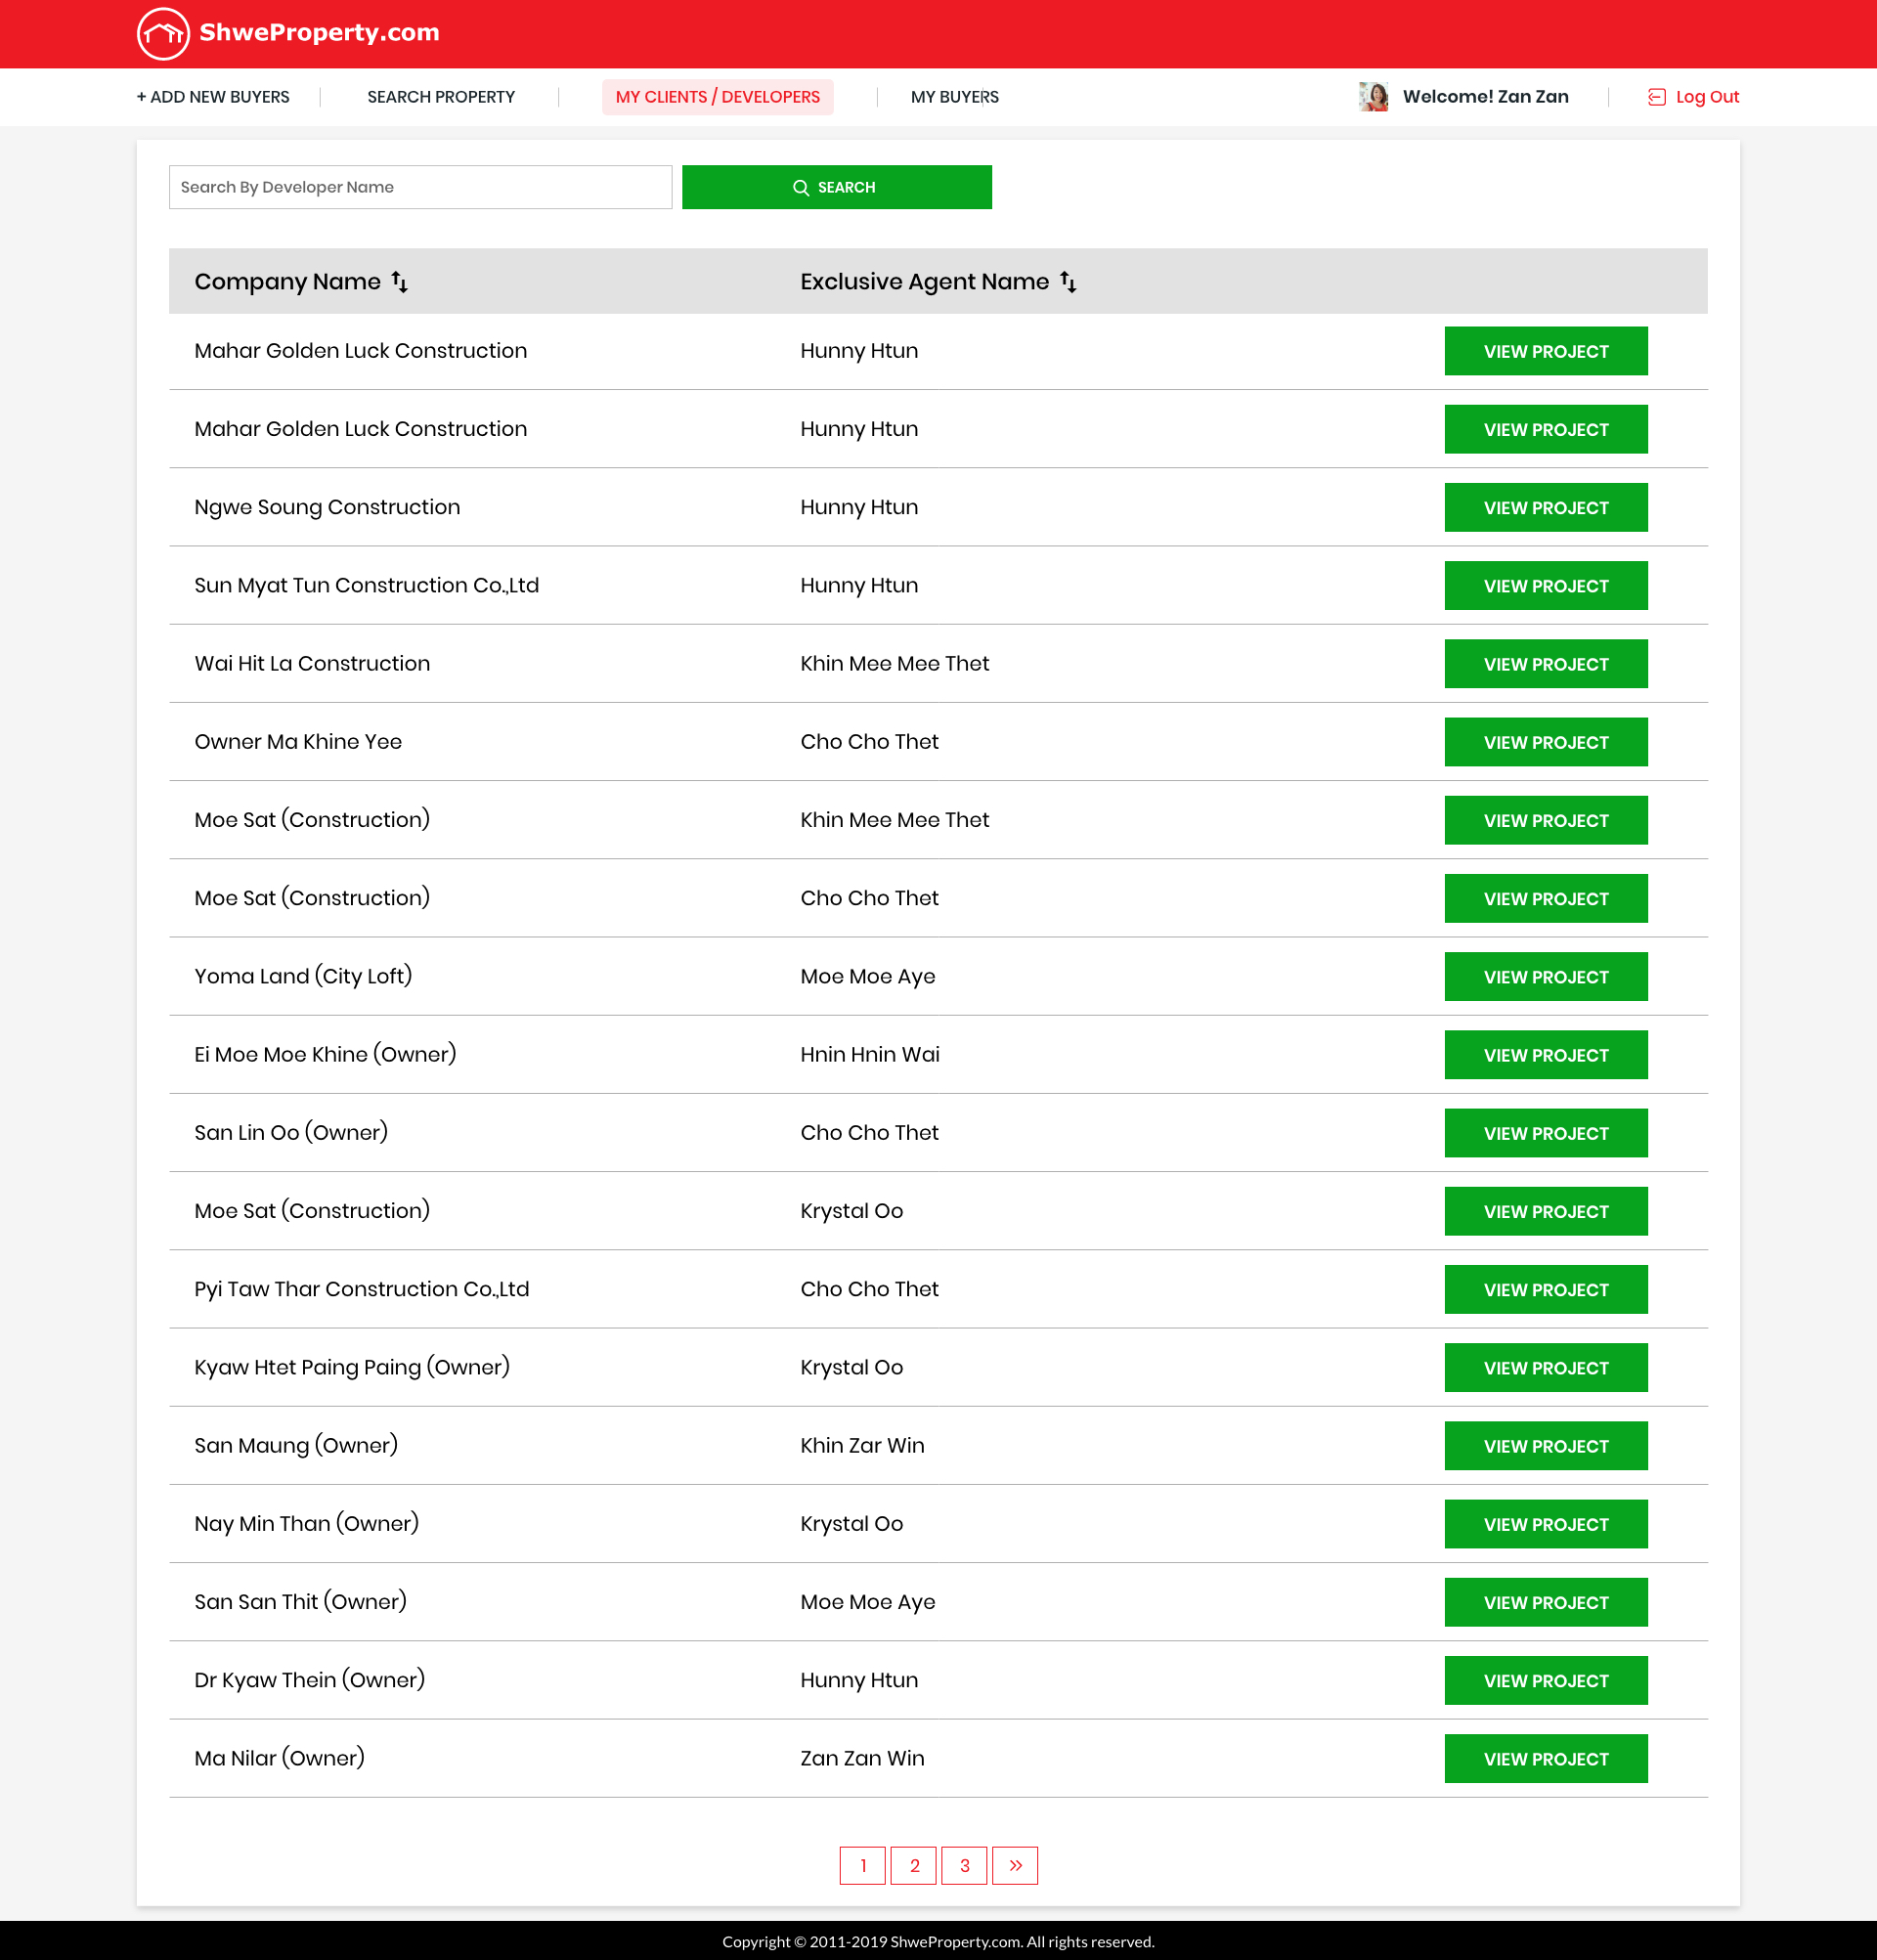 ShweProperty.com
+ ADD NEW BUYERS SEARCH PROPERTY MY CLIENTS / DEVELOPERS MY BUYERS Welcome! Zan Zan Log Out
Search By Developer Name SEARCH
Company Name Exclusive Agent Name
Mahar Golden Luck Construction Hunny Htun VIEW PROJECT
Mahar Golden Luck Construction Hunny Htun VIEW PROJECT
Ngwe Soung Construction Hunny Htun VIEW PROJECT
Sun Myat Tun Construction Co.,Ltd Hunny Htun VIEW PROJECT
Wai Hit La Construction Khin Mee Mee Thet VIEW PROJECT
Owner Ma Khine Yee Cho Cho Thet VIEW PROJECT
Moe Sat (Construction) Khin Mee Mee Thet VIEW PROJECT
Moe Sat (Construction) Cho Cho Thet VIEW PROJECT
Yoma Land (City Loft) Moe Moe Aye VIEW PROJECT
Ei Moe Moe Khine (Owner) Hnin Hnin Wai VIEW PROJECT
San Lin Oo (Owner) Cho Cho Thet VIEW PROJECT
Moe Sat (Construction) Krystal Oo VIEW PROJECT
Pyi Taw Thar Construction Co.,Ltd Cho Cho Thet VIEW PROJECT
Kyaw Htet Paing Paing (Owner) Krystal Oo VIEW PROJECT
San Maung (Owner) Khin Zar Win VIEW PROJECT
Nay Min Than (Owner) Krystal Oo VIEW PROJECT
San San Thit (Owner) Moe Moe Aye VIEW PROJECT
Dr Kyaw Thein (Owner) Hunny Htun VIEW PROJECT
Ma Nilar (Owner) Zan Zan Win VIEW PROJECT
1 2 3 »
Copyright © 2011-2019 ShweProperty.com. All rights reserved.